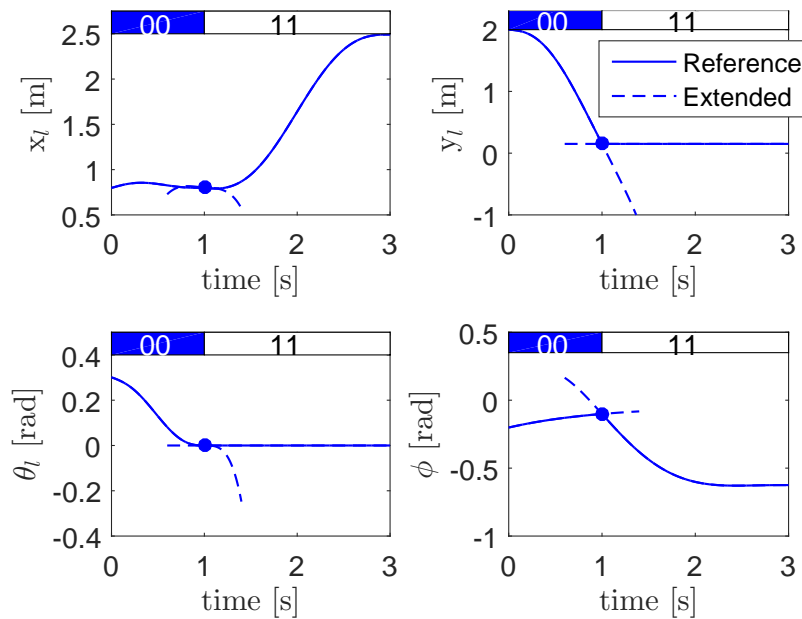 00 11
2.5
1.5
1
0.5
0 1 2 3
x_l [m]
time [s]
00 11
2
1
0
-1
0 1 2 3
y_l [m]
time [s]
Reference
Extended
00 11
0.4
0.2
0
-0.2
-0.4
0 1 2 3
θ_l [rad]
time [s]
00 11
0.5
0
-0.5
-1
0 1 2 3
ϕ [rad]
time [s]